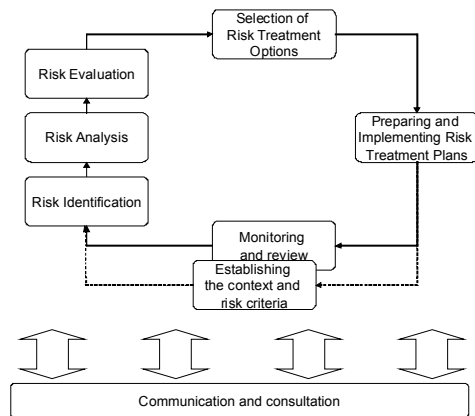 Selection of
Risk Treatment
Options
Risk Evaluation
Risk Analysis
Preparing and
Implementing Risk
Treatment Plans
Risk Identification
Monitoring
and review
Establishing
the context and
risk criteria
Communication and consultation